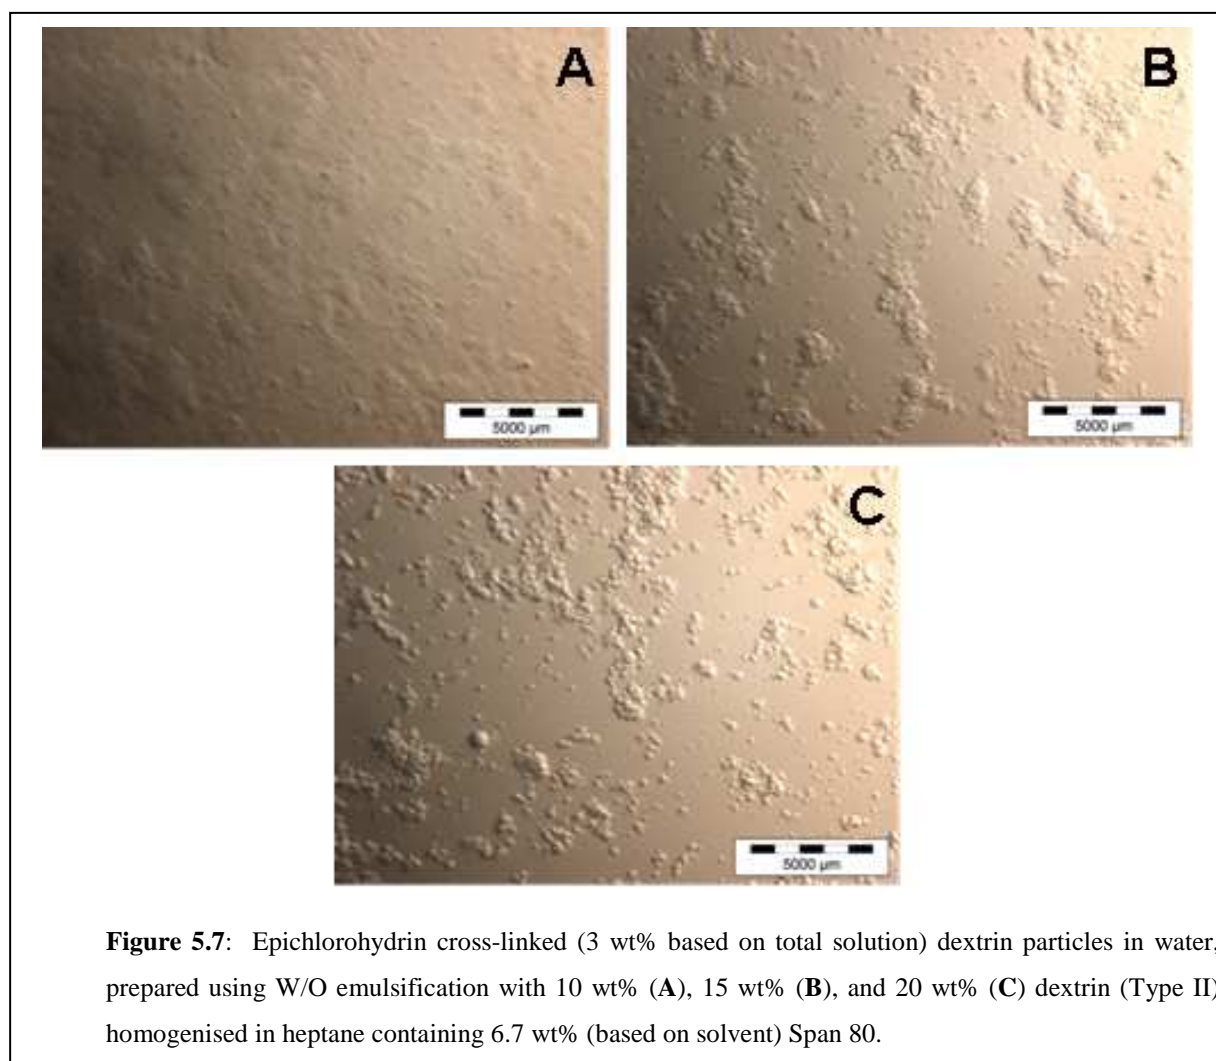 A
B
5000 µm
5000 µm
C
5000 µm
Figure 5.7: Epichlorohydrin cross-linked (3 wt% based on total solution) dextrin particles in water,
prepared using W/O emulsification with 10 wt% (A), 15 wt% (B), and 20 wt% (C) dextrin (Type II)
homogenised in heptane containing 6.7 wt% (based on solvent) Span 80.